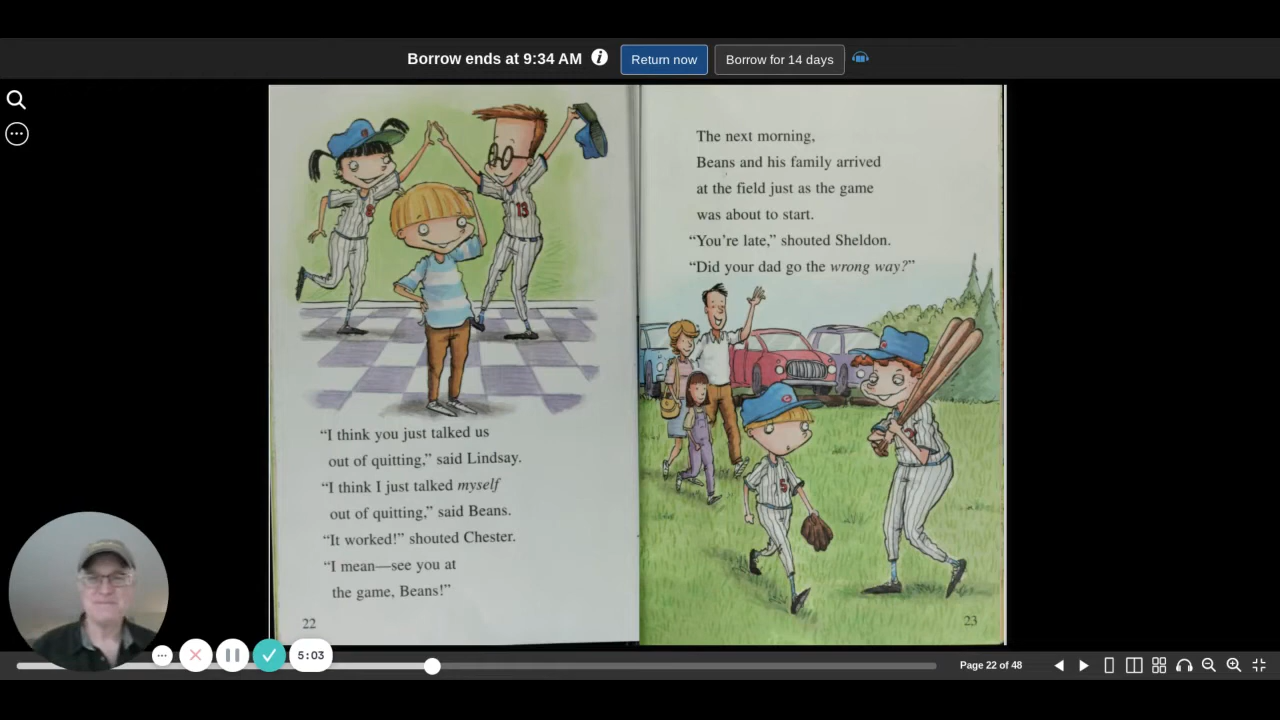 Borrow ends at 9:34 AM
Return now
Borrow for 14 days
13
"I think you just talked us
out of quitting," said Lindsay.
"I think I just talked myself
out of quitting," said Beans.
"It worked!" shouted Chester.
"I mean—see you at
the game, Beans!"
22
The next morning,
Beans and his family arrived
at the field just as the game
was about to start.
"You're late," shouted Sheldon.
"Did your dad go the wrong way?"
5
23
5:03
Page 22 of 48